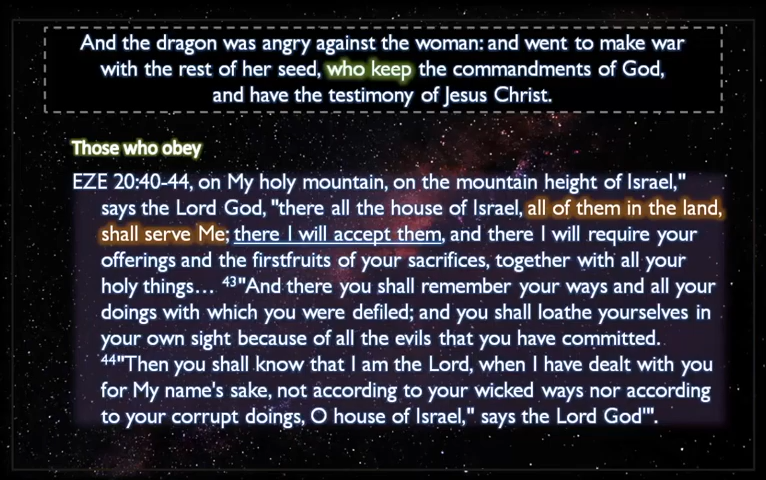 And the dragon was angry against the woman: and went to make war
with the rest of her seed, who keep the commandments of God,
and have the testimony of Jesus Christ.
Those who obey
EZE 20:40-44, on My holy mountain, on the mountain height of Israel,"
says the Lord God, "there all the house of Israel, all of them in the land,
shall serve Me; there I will accept them, and there I will require your
offerings and the firstfruits of your sacrifices, together with all your
holy things... ⁴³"And there you shall remember your ways and all your
doings with which you were defiled; and you shall loathe yourselves in
your own sight because of all the evils that you have committed.
⁴⁴"Then you shall know that I am the Lord, when I have dealt with you
for My name's sake, not according to your wicked ways nor according
to your corrupt doings, O house of Israel," says the Lord God'".